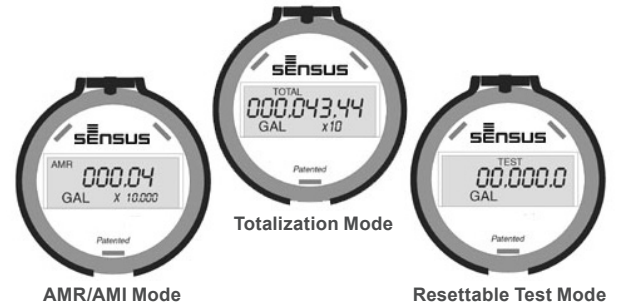 SENSUS
TOTAL
000.043.44
GAL x10
Patented
Totalization Mode
SENSUS
AMR
000.04
GAL X 10.000
Patented
AMR/AMI Mode
SENSUS
TEST
00.000.0
GAL
Patented
Resettable Test Mode